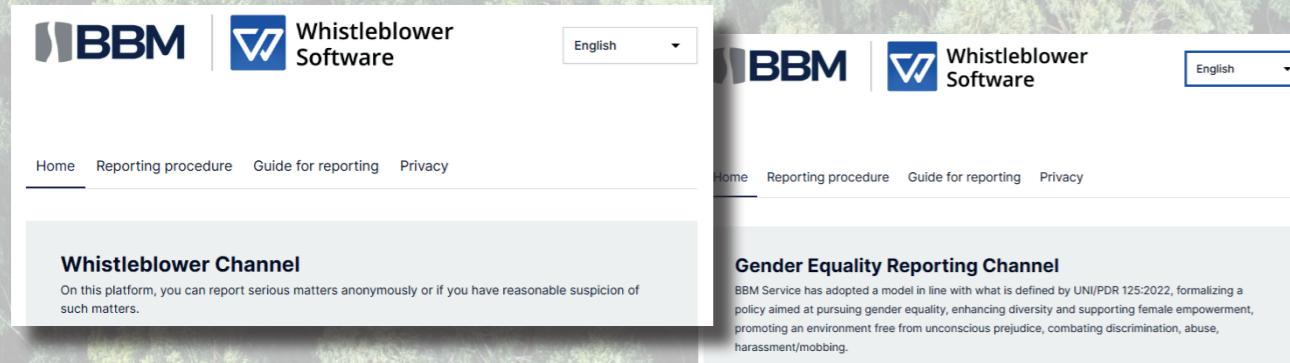 BBM
Whistleblower
Software
English
Home Reporting procedure Guide for reporting Privacy
Whistleblower Channel
On this platform, you can report serious matters anonymously or if you have reasonable suspicion of
such matters.
BBM
Whistleblower
Software
English
Home Reporting procedure Guide for reporting Privacy
Gender Equality Reporting Channel
BBM Service has adopted a model in line with what is defined by UNI/PDR 125:2022, formalizing a
policy aimed at pursuing gender equality, enhancing diversity and supporting female empowerment,
promoting an environment free from unconscious prejudice, combating discrimination, abuse,
harassment/mobbing.